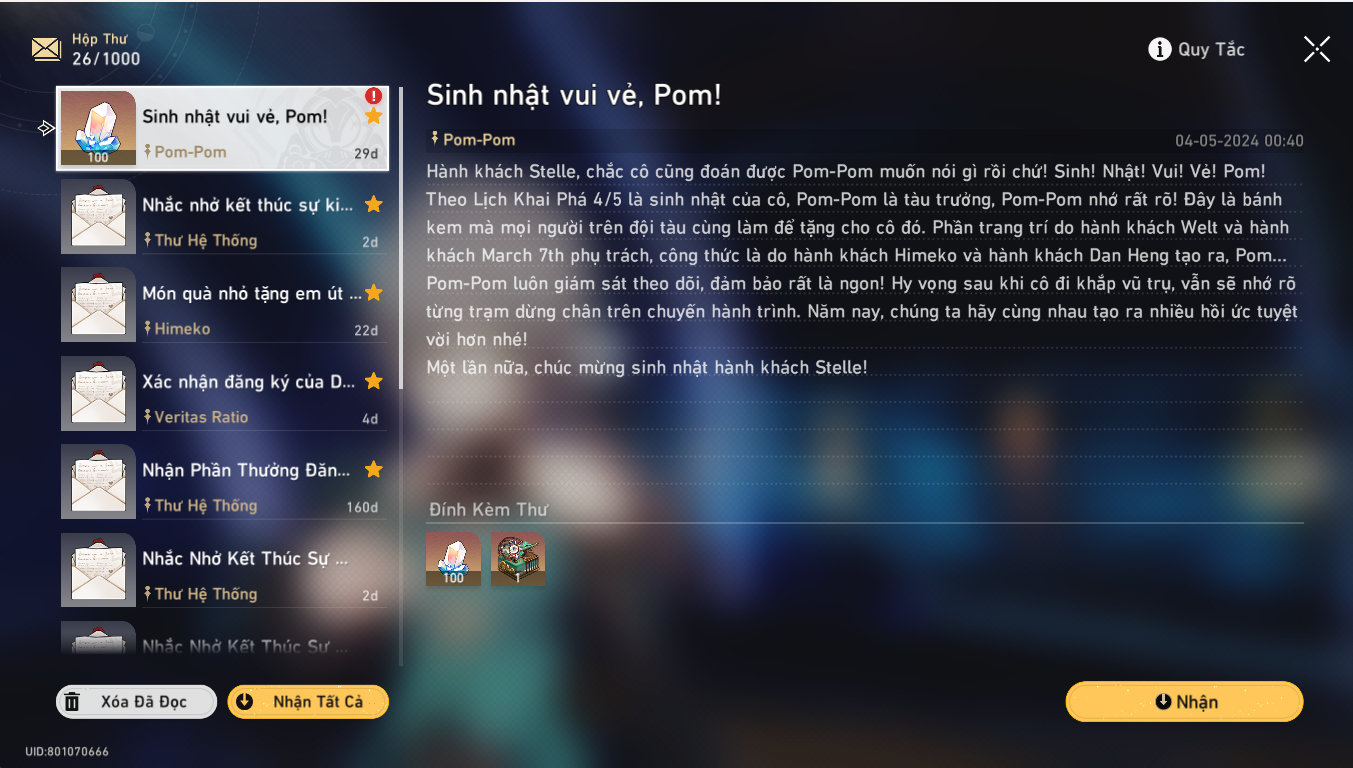 Hộp Thư
26/1000
Quy Tắc
Sinh nhật vui vẻ, Pom!
Pom-Pom
29d
100
Nhắc nhở kết thúc sự ki...
Thư Hệ Thống
2d
Món quà nhỏ tặng em út ...
Himeko
22d
Xác nhận đăng ký của D...
Veritas Ratio
4d
Nhận Phần Thưởng Đăn...
Thư Hệ Thống
160d
Nhắc Nhở Kết Thúc Sự ...
Thư Hệ Thống
2d
Nhắc Nhở Kết Thúc Sự ...
Xóa Đã Đọc
Nhận Tất Cả
UID:801070666
Sinh nhật vui vẻ, Pom!
Pom-Pom
04-05-2024 00:40
Hành khách Stelle, chắc cô cũng đoán được Pom-Pom muốn nói gì rồi chứ! Sinh! Nhật! Vui! Vẻ! Pom!
Theo Lịch Khai Phá 4/5 là sinh nhật của cô, Pom-Pom là tàu trưởng, Pom-Pom nhớ rất rõ! Đây là bánh
kem mà mọi người trên đội tàu cùng làm để tặng cho cô đó. Phần trang trí do hành khách Welt và hành
khách March 7th phụ trách, công thức là do hành khách Himeko và hành khách Dan Heng tạo ra, Pom...
Pom-Pom luôn giám sát theo dõi, đảm bảo rất là ngon! Hy vọng sau khi cô đi khắp vũ trụ, vẫn sẽ nhớ rõ
từng trạm dừng chân trên chuyến hành trình. Năm nay, chúng ta hãy cùng nhau tạo ra nhiều hồi ức tuyệt
vời hơn nhé!
Một lần nữa, chúc mừng sinh nhật hành khách Stelle!
Đính Kèm Thư
100
1
Nhận